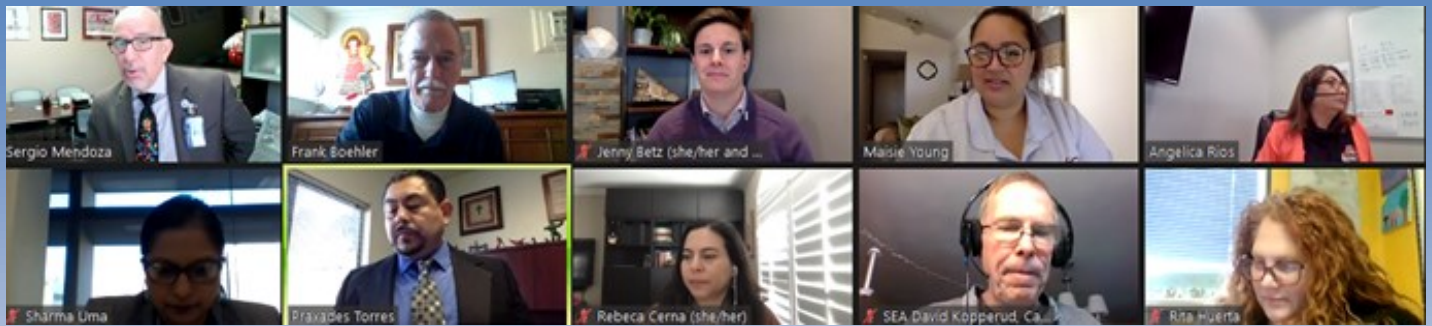 Sergio Mendoza
Frank Boehler
Jenny Betz (she/her and ...
Maisie Young
Angelica Rios
Sharma Uma
Praxades Torres
Rebeca Cerna (she/her)
SEA David Kopperud, Ca...
Rita Huerta